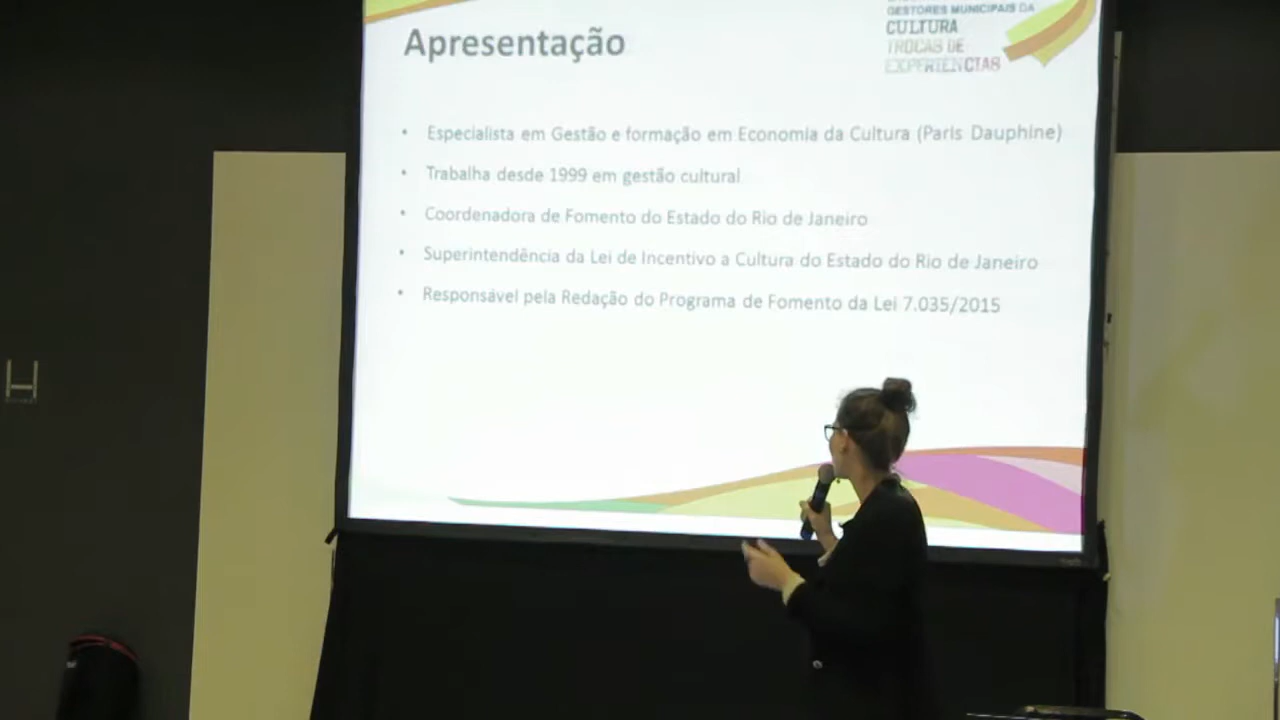 GESTORES MUNICIPAIS DA
CULTURA
TROCAS DE
EXPERIÊNCIAS
Apresentação
• Especialista em Gestão e formação em Economia da Cultura (Paris Dauphine)
• Trabalha desde 1999 em gestão cultural
• Coordenadora de Fomento do Estado do Rio de Janeiro
• Superintendência da Lei de Incentivo a Cultura do Estado do Rio de Janeiro
• Responsável pela Redação do Programa de Fomento da Lei 7.035/2015